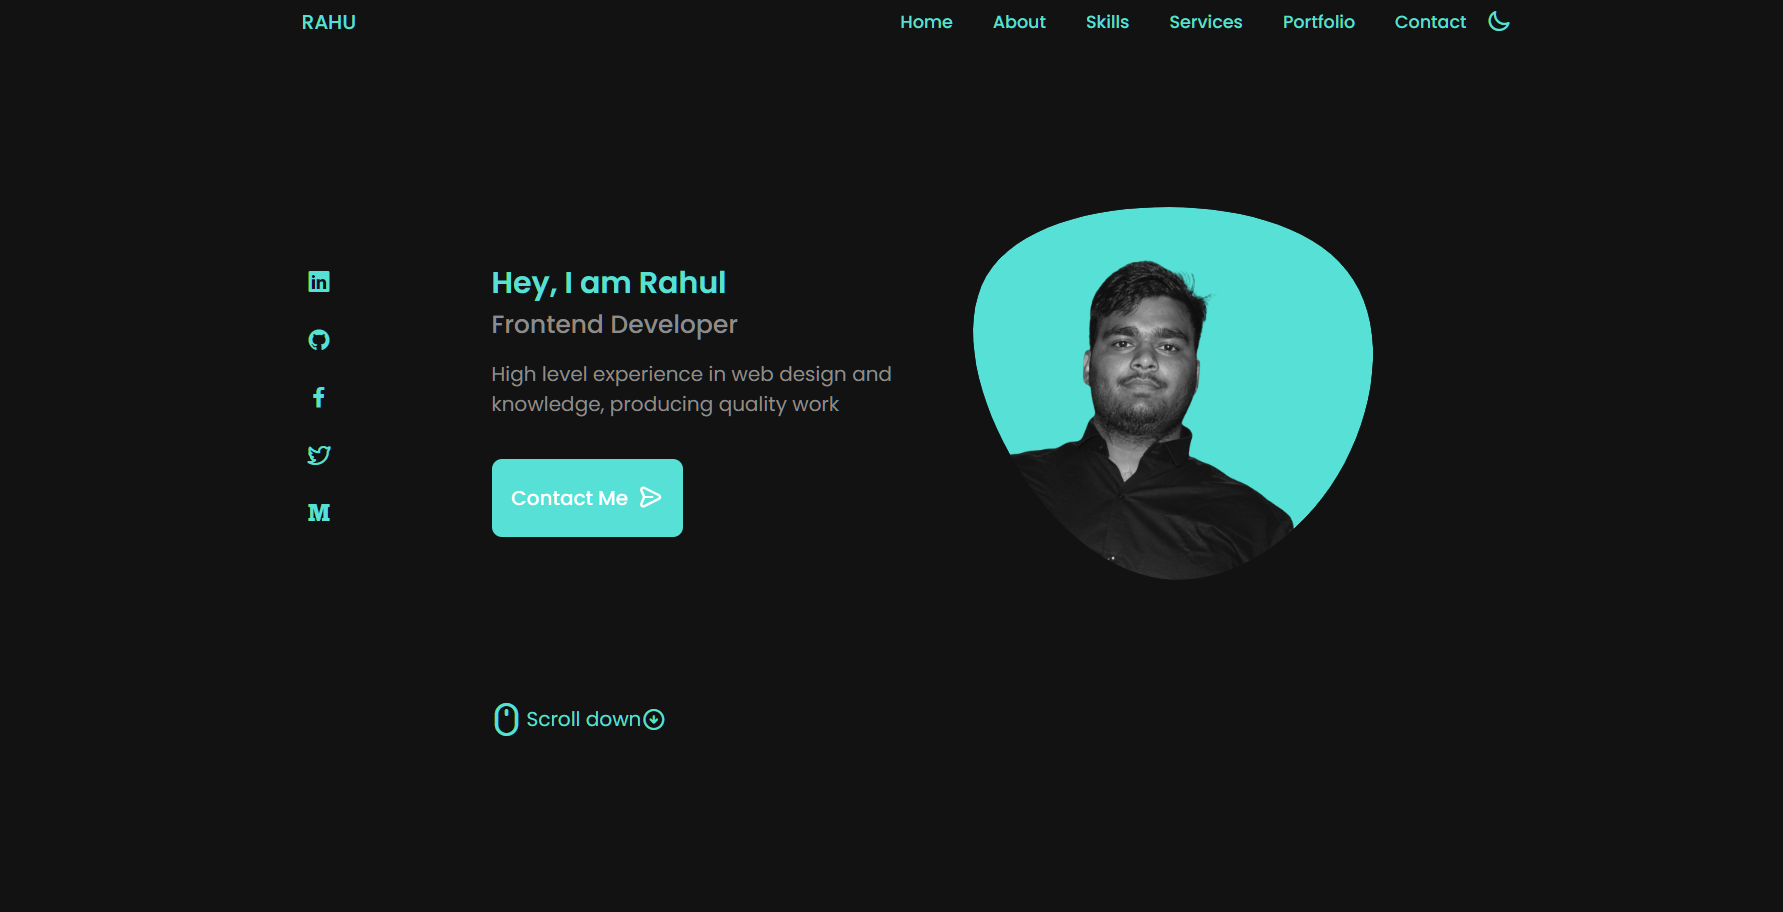 RAHU
Home About Skills Services Portfolio Contact
Hey, I am Rahul
Frontend Developer
High level experience in web design and
knowledge, producing quality work
Contact Me
Scroll down